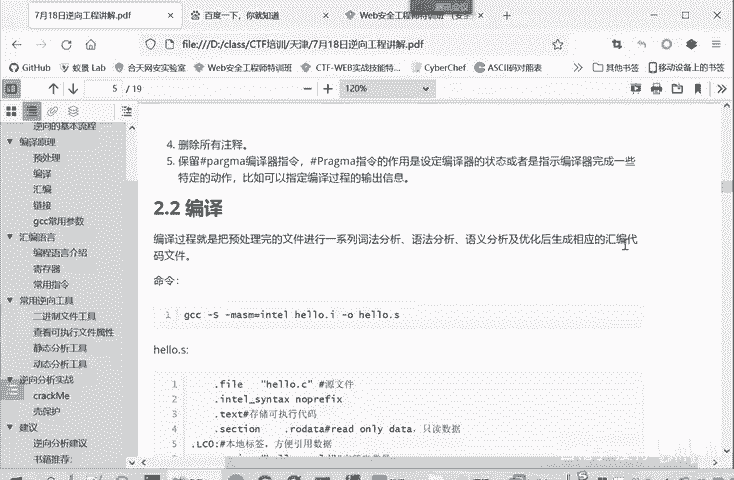 7月18日逆向工程讲解.pdf
百度一下，你就知道
Web安全工程师特训班
file:///D:/class/CTF培训/天津/7月18日逆向工程讲解.pdf
GitHub
蚁景 Lab
合天网安实验室
Web安全工程师特训班
CTF-WEB实战技能特...
CyberChef
ASCII码对照表
其他书签
移动设备上的书签
5 / 19
120%
逆向的基本流程
编译原理
预处理
编译
汇编
链接
gcc常用参数
汇编语言
编程语言介绍
寄存器
常用指令
常用逆向工具
二进制文件工具
查看可执行文件属性
静态分析工具
动态分析工具
逆向分析实战
crackMe
壳保护
建议
逆向分析建议
书籍推荐:
4. 删除所有注释。
5. 保留#pargma编译器指令，#Pragma指令的作用是设定编译器的状态或者是指示编译器完成一些
特定的动作，比如可以指定编译过程的输出信息。
2.2 编译
编译过程就是把预处理完的文件进行一系列词法分析、语法分析、语义分析及优化后生成相应的汇编代
码文件。
命令：
1 gcc -S -masm=intel hello.i -o hello.s
hello.s:
1 .file "hello.c" #源文件
2 .intel_syntax noprefix
3 .text#存储可执行代码
4 .section .rodata#read only data，只读数据
5 .LC0:#本地标签，方便引用数据